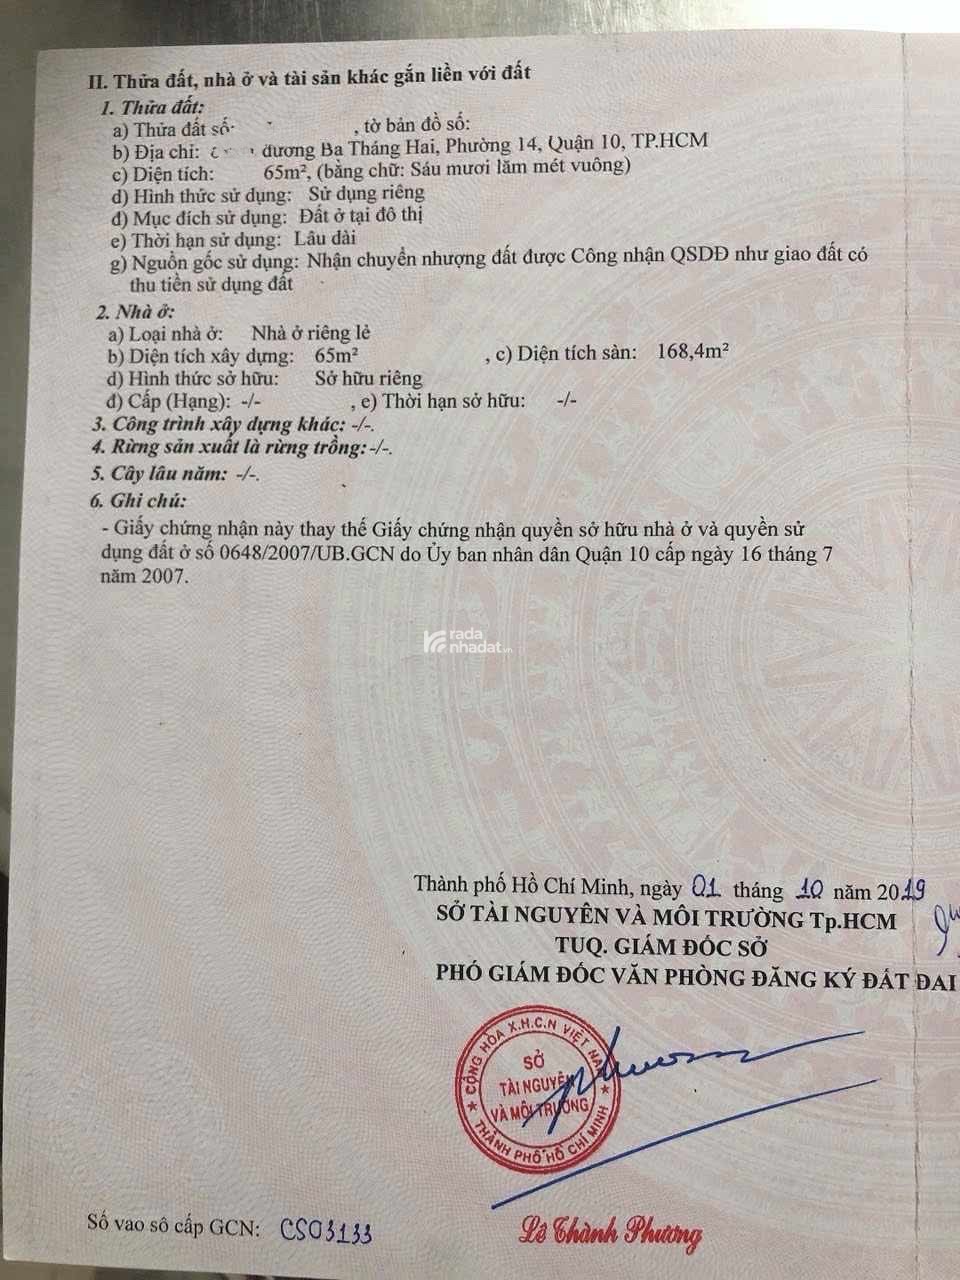 II. Thửa đất, nhà ở và tài sản khác gắn liền với đất
1. Thửa đất:
a) Thửa đất số: , tờ bản đồ số:
b) Địa chỉ: đường Ba Tháng Hai, Phường 14, Quận 10, TP.HCM
c) Diện tích: 65m², (bằng chữ: Sáu mươi lăm mét vuông)
d) Hình thức sử dụng: Sử dụng riêng
đ) Mục đích sử dụng: Đất ở tại đô thị
e) Thời hạn sử dụng: Lâu dài
g) Nguồn gốc sử dụng: Nhận chuyển nhượng đất được Công nhận QSDĐ như giao đất có
thu tiền sử dụng đất
2. Nhà ở:
a) Loại nhà ở: Nhà ở riêng lẻ
b) Diện tích xây dựng: 65m² , c) Diện tích sàn: 168,4m²
d) Hình thức sở hữu: Sở hữu riêng
đ) Cấp (Hạng): -/- , e) Thời hạn sở hữu: -/-
3. Công trình xây dựng khác: -/-.
4. Rừng sản xuất là rừng trồng: -/-.
5. Cây lâu năm: -/-.
6. Ghi chú:
- Giấy chứng nhận này thay thế Giấy chứng nhận quyền sở hữu nhà ở và quyền sử
dụng đất ở số 0648/2007/UB.GCN do Ủy ban nhân dân Quận 10 cấp ngày 16 tháng 7
năm 2007.
rada
nhadat.vn
Thành phố Hồ Chí Minh, ngày 01 tháng 10 năm 2019
SỞ TÀI NGUYÊN VÀ MÔI TRƯỜNG Tp.HCM
TUQ. GIÁM ĐỐC SỞ
PHÓ GIÁM ĐỐC VĂN PHÒNG ĐĂNG KÝ ĐẤT ĐAI
CỘNG HÒA X.H.C.N VIỆT NAM
SỞ
TÀI NGUYÊN
VÀ MÔI TRƯỜNG
THÀNH PHỐ HỒ CHÍ MINH
Lê Thành Phương
Số vào sổ cấp GCN: CS03133